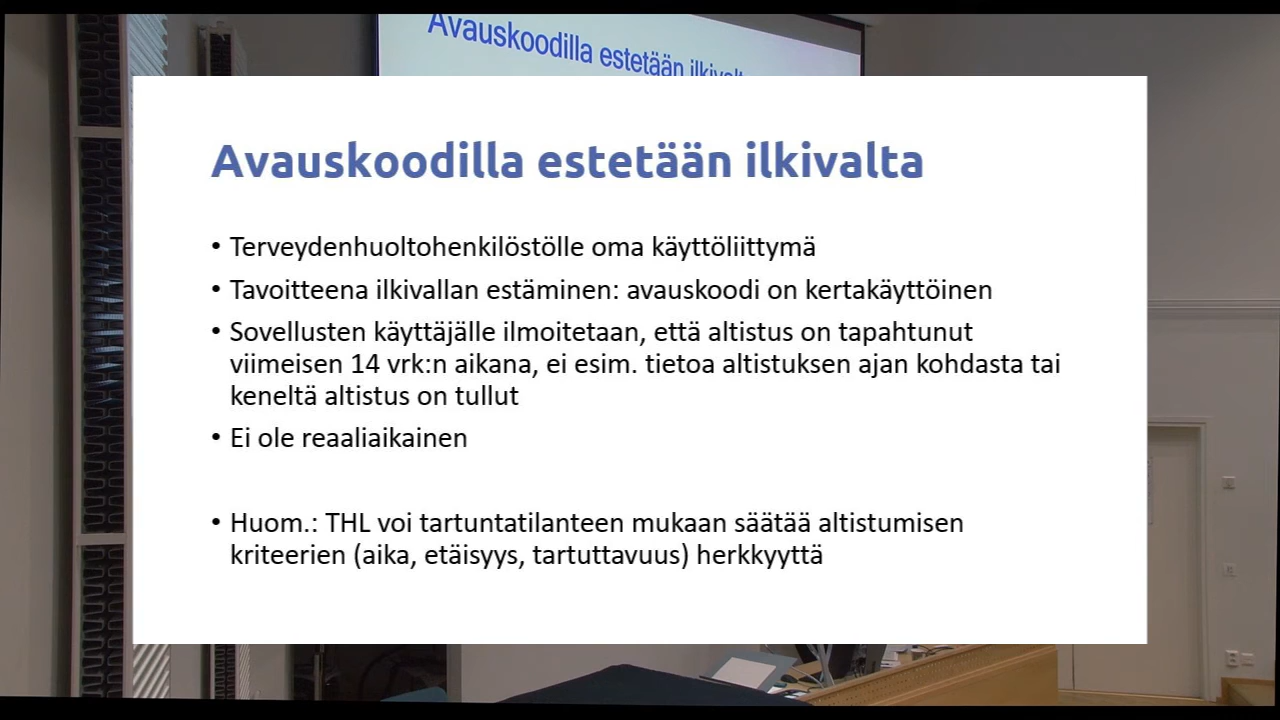 Avauskoodilla estetään ilkivalta
Avauskoodilla estetään ilkivalta
• Terveydenhuoltohenkilöstölle oma käyttöliittymä
• Tavoitteena ilkivallan estäminen: avauskoodi on kertakäyttöinen
• Sovellusten käyttäjälle ilmoitetaan, että altistus on tapahtunut
viimeisen 14 vrk:n aikana, ei esim. tietoa altistuksen ajan kohdasta tai
keneltä altistus on tullut
• Ei ole reaaliaikainen
• Huom.: THL voi tartuntatilanteen mukaan säätää altistumisen
kriteerien (aika, etäisyys, tartuttavuus) herkkyyttä